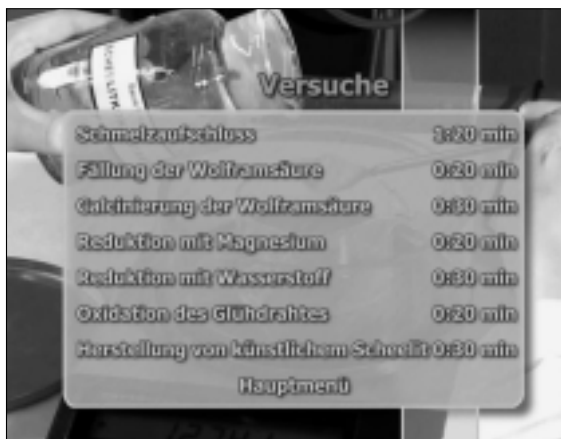 Versuche
Schmelzaufschluss 1:20 min
Fällung der Wolframsäure 0:20 min
Calcinierung der Wolframsäure 0:30 min
Reduktion mit Magnesium 0:20 min
Reduktion mit Wasserstoff 0:30 min
Oxidation des Glühdrahtes 0:20 min
Herstellung von künstlichem Scheelit 0:30 min
Hauptmenü